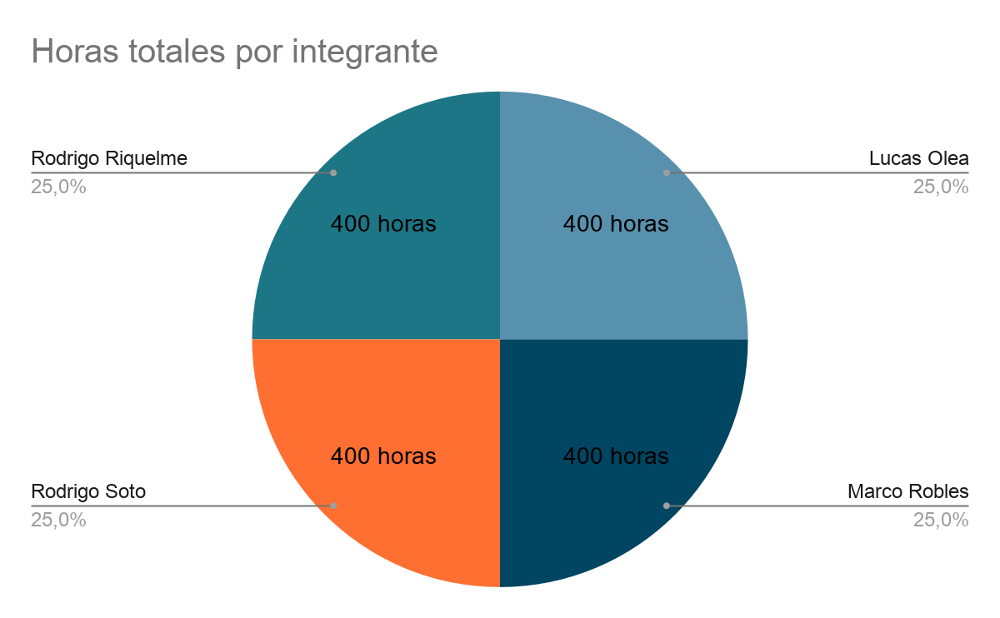 Horas totales por integrante
Rodrigo Riquelme
25,0%
Lucas Olea
25,0%
400 horas
400 horas
400 horas
400 horas
Rodrigo Soto
25,0%
Marco Robles
25,0%